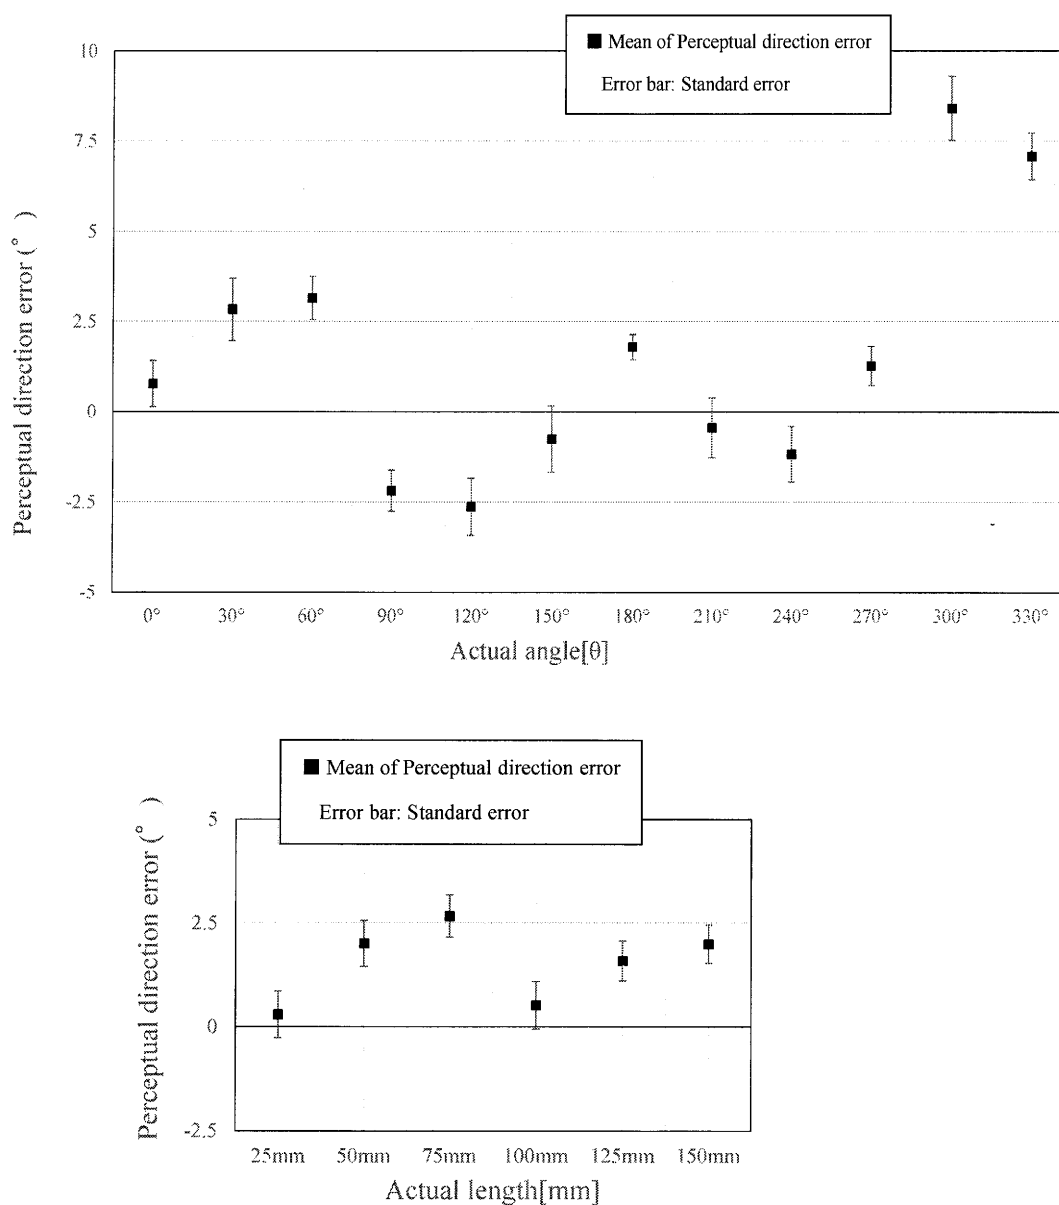 ■ Mean of Perceptual direction error
Error bar: Standard error
10
7.5
5
2.5
0
-2.5
-5
Perceptual direction error (°)
0° 30° 60° 90° 120° 150° 180° 210° 240° 270° 300° 330°
Actual angle[θ]
■ Mean of Perceptual direction error
Error bar: Standard error
5
2.5
0
-2.5
Perceptual direction error (°)
25mm 50mm 75mm 100mm 125mm 150mm
Actual length[mm]